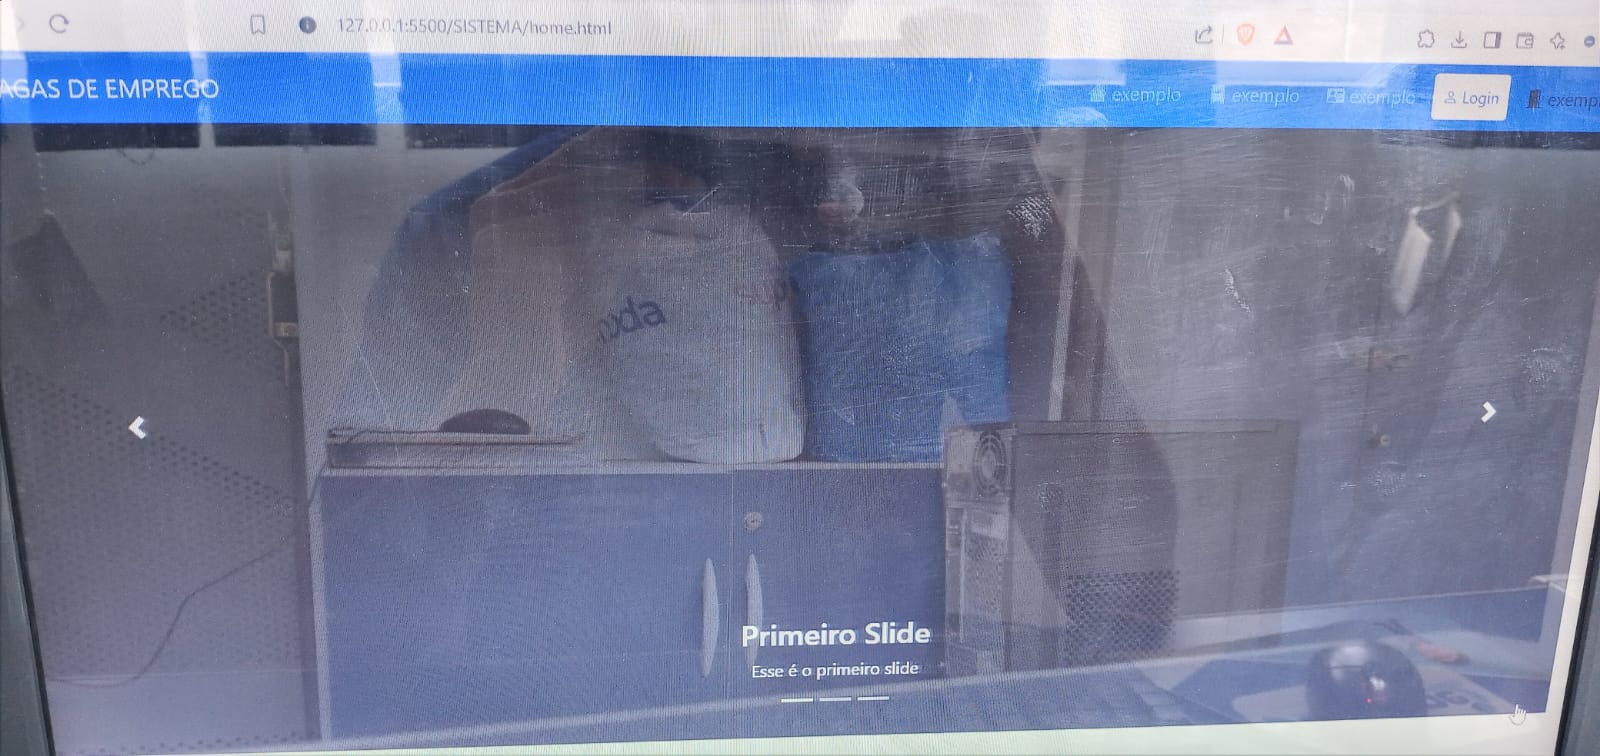 127.0.0.1:5500/SISTEMA/home.html
AGAS DE EMPREGO
exemplo
exemplo
exemplo
Login
exemp
Primeiro Slide
Esse é o primeiro slide